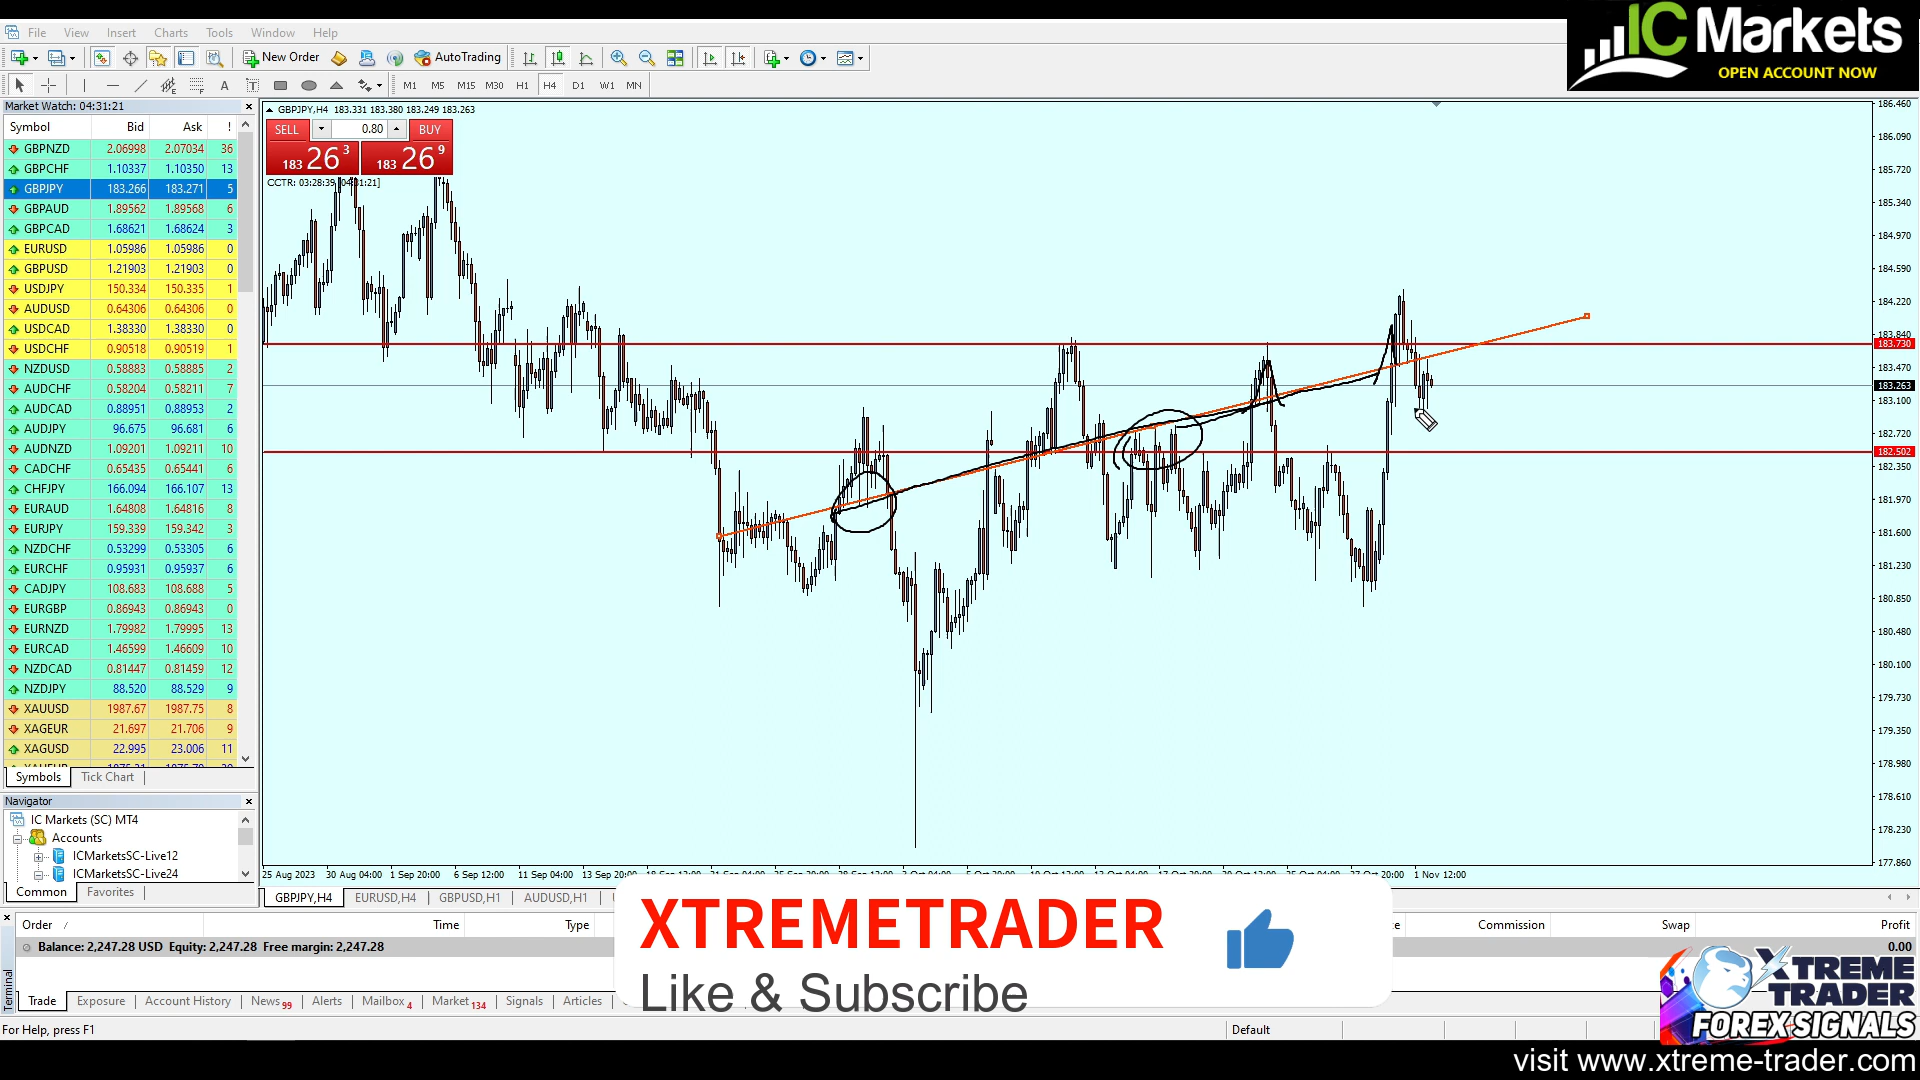 IC Markets
OPEN ACCOUNT NOW
File View Insert Charts Tools Window Help
New Order AutoTrading
A T M1 M5 M15 M30 H1 H4 D1 W1 MN
Market Watch: 04:31:21
Symbol Bid Ask !
GBPNZD 2.06998 2.07034 36
GBPCHF 1.10337 1.10350 13
GBPJPY 183.266 183.271 5
GBPAUD 1.89562 1.89568 6
GBPCAD 1.68621 1.68624 3
EURUSD 1.05986 1.05986 0
GBPUSD 1.21903 1.21903 0
USDJPY 150.334 150.335 1
AUDUSD 0.64306 0.64306 0
USDCAD 1.38330 1.38330 0
USDCHF 0.90518 0.90519 1
NZDUSD 0.58883 0.58885 2
AUDCHF 0.58204 0.58211 7
AUDCAD 0.88951 0.88953 2
AUDJPY 96.675 96.681 6
AUDNZD 1.09201 1.09211 10
CADCHF 0.65435 0.65441 6
CHFJPY 166.094 166.107 13
EURAUD 1.64808 1.64816 8
EURJPY 159.339 159.342 3
NZDCHF 0.53299 0.53305 6
EURCHF 0.95931 0.95937 6
CADJPY 108.683 108.688 5
EURGBP 0.86943 0.86943 0
EURNZD 1.79982 1.79995 13
EURCAD 1.46599 1.46609 10
NZDCAD 0.81447 0.81459 12
NZDJPY 88.520 88.529 9
XAUUSD 1987.67 1987.75 8
XAGEUR 21.697 21.706 9
XAGUSD 22.995 23.006 11
Symbols Tick Chart
Navigator
IC Markets (SC) MT4
Accounts
ICMarketsSC-Live12
ICMarketsSC-Live24
Common Favorites
GBPJPY,H4 183.331 183.380 183.249 183.263
SELL 0.80 BUY
183 26 3 183 26 9
CCTR: 03:28:39 [04:31:21]
186.460
186.090
185.720
185.340
184.970
184.590
184.220
183.840
183.730
183.470
183.263
183.100
182.720
182.502
182.350
181.970
181.600
181.230
180.850
180.480
180.100
179.730
179.350
178.980
178.610
178.230
177.860
25 Aug 2023 30 Aug 04:00 1 Sep 20:00 6 Sep 12:00 11 Sep 04:00 13 Sep 20:00 1 Nov 12:00
GBPJPY,H4 EURUSD,H4 GBPUSD,H1 AUDUSD,H1
Order / Time Type Commission Swap Profit
Balance: 2,247.28 USD Equity: 2,247.28 Free margin: 2,247.28 0.00
Terminal
Trade Exposure Account History News 99 Alerts Mailbox 4 Market 134 Signals Articles
For Help, press F1 Default
XTREMETRADER
Like & Subscribe
XTREME
TRADER
FOREX SIGNALS
visit www.xtreme-trader.com